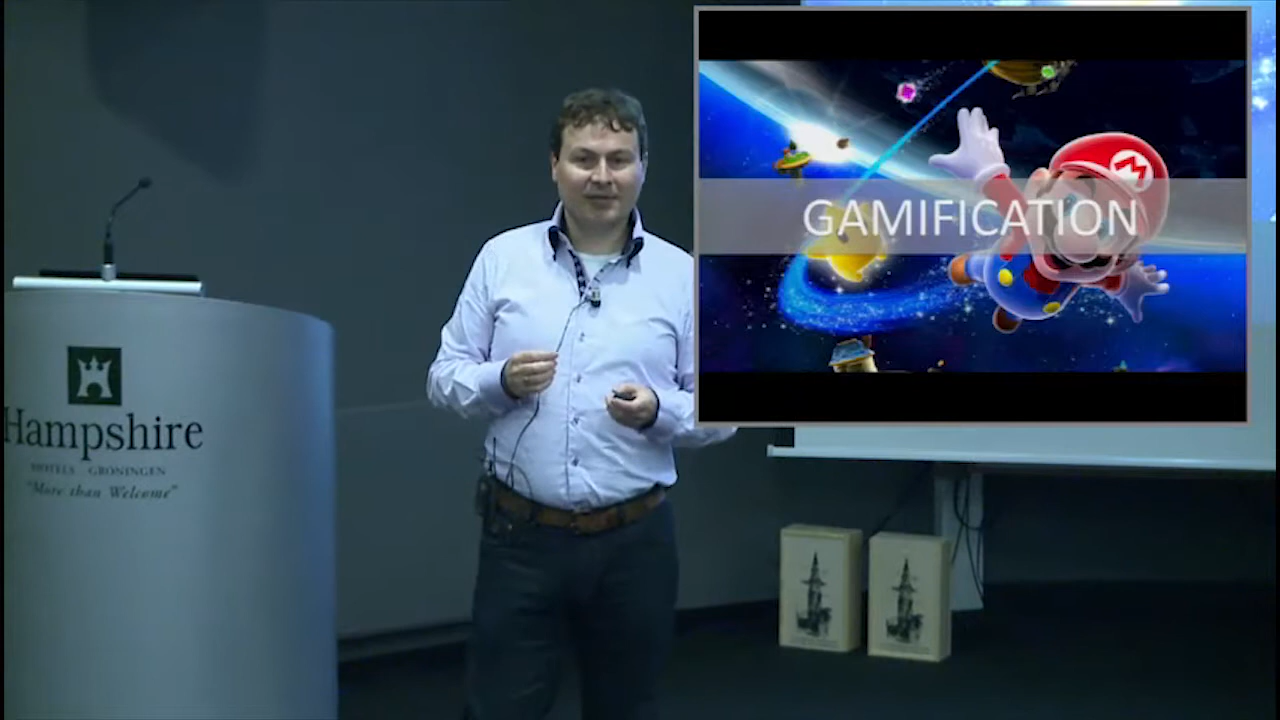 GAMIFICATION
M
Hampshire
HOTELS - GRONINGEN
"More than Welcome"